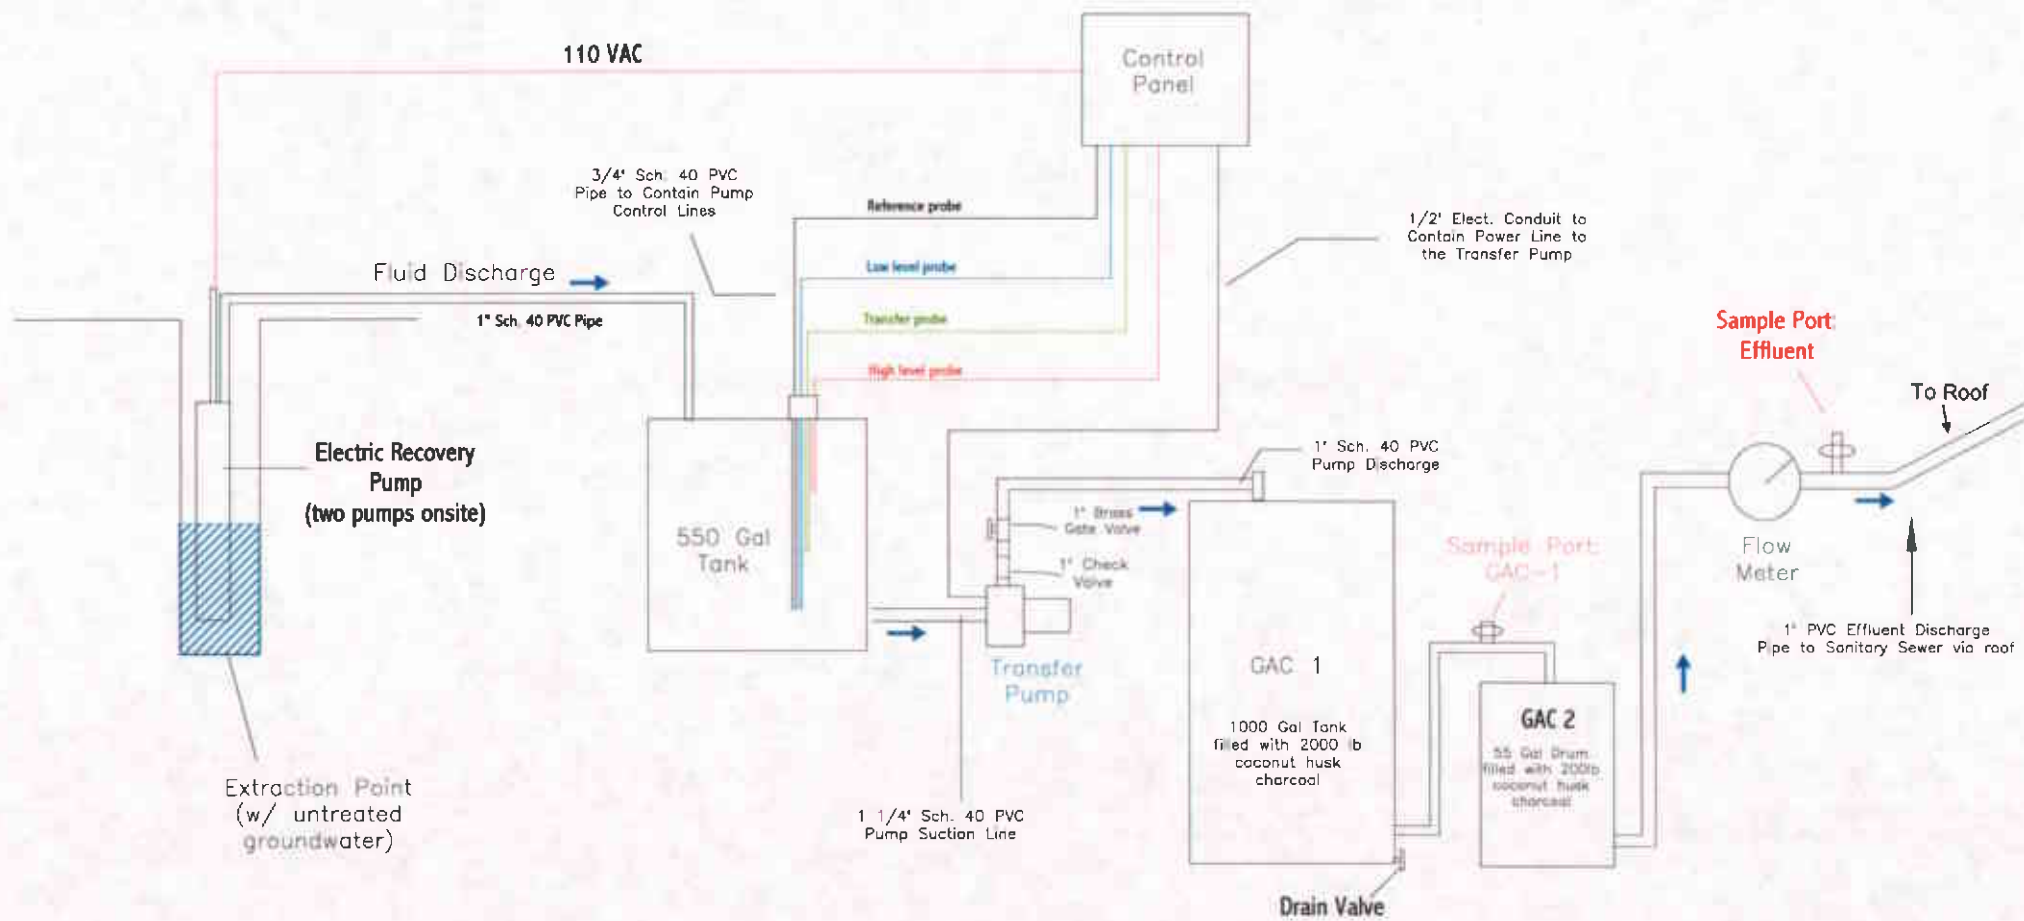 110 VAC
Control
Panel
3/4" Sch. 40 PVC
Pipe to Contain Pump
Control Lines
Reference probe
1/2" Elect. Conduit to
Contain Power Line to
the Transfer Pump
Fluid Discharge
Low level probe
1" Sch. 40 PVC Pipe
Transfer probe
Sample Port:
Effluent
High level probe
To Roof
Electric Recovery
Pump
(two pumps onsite)
1" Sch. 40 PVC
Pump Discharge
550 Gal
Tank
1" Brass
Gate Valve
1" Check
Valve
Sample Port:
GAC-1
Flow
Meter
Transfer
Pump
GAC 1
1000 Gal Tank
filled with 2000 lb
coconut husk
charcoal
GAC 2
55 Gal Drum
filled with 200lb
coconut husk
charcoal
1" PVC Effluent Discharge
Pipe to Sanitary Sewer via roof
Extraction Point
(w/ untreated
groundwater)
1 1/4" Sch. 40 PVC
Pump Suction Line
Drain Valve